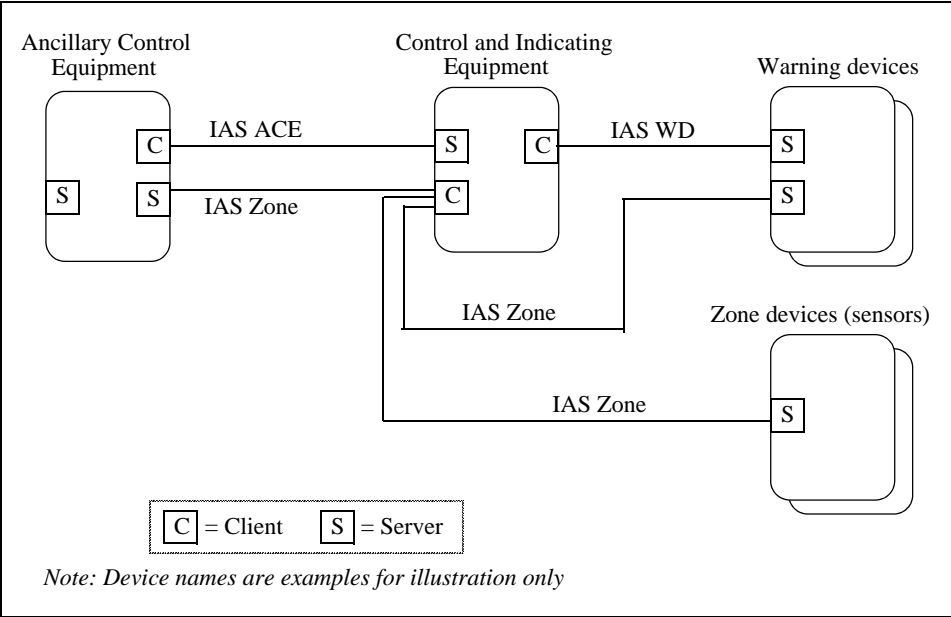 Ancillary Control
Equipment
Control and Indicating
Equipment
Warning devices
C
IAS ACE
S
C
IAS WD
S
S
S
IAS Zone
C
S
IAS Zone
Zone devices (sensors)
IAS Zone
S
C = Client S = Server
Note: Device names are examples for illustration only